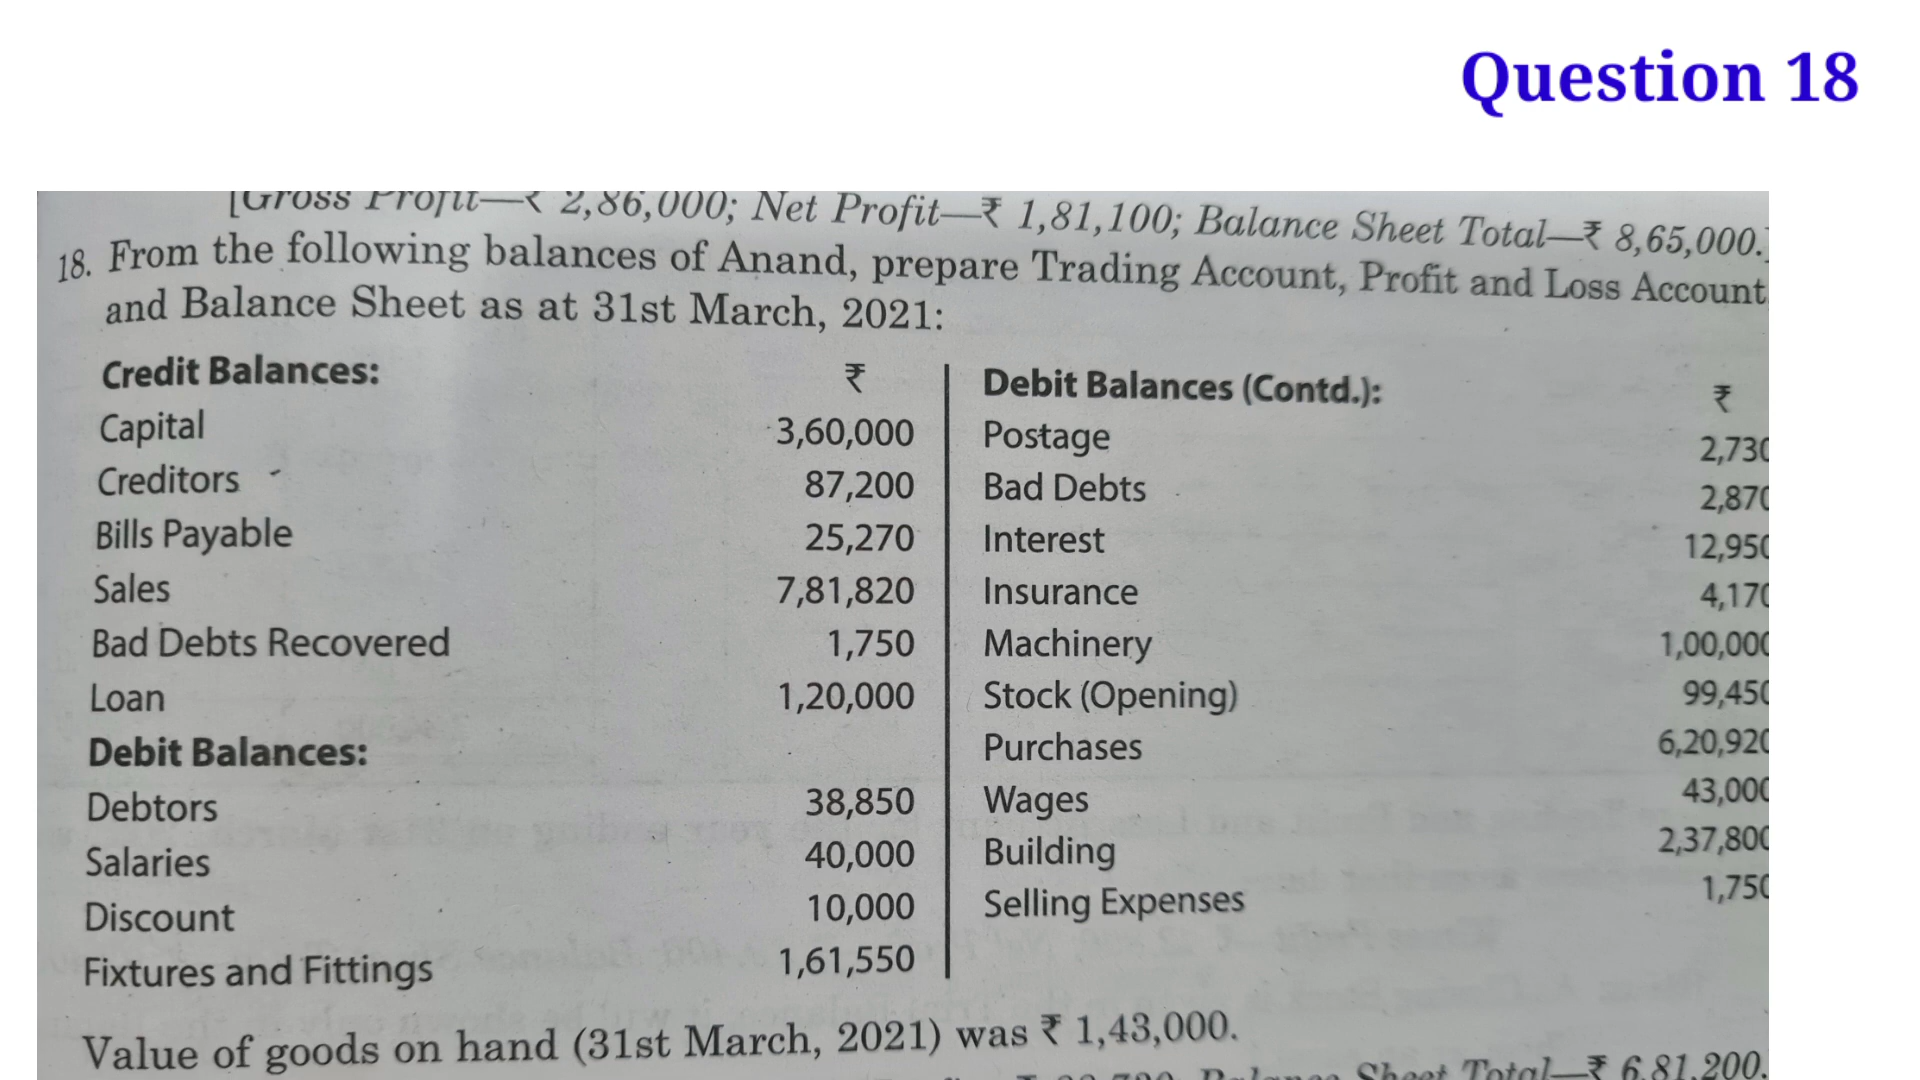 Question 18
[Gross Profit—₹ 2,86,000; Net Profit—₹ 1,81,100; Balance Sheet Total—₹ 8,65,000.]
18. From the following balances of Anand, prepare Trading Account, Profit and Loss Account
and Balance Sheet as at 31st March, 2021:
Credit Balances: ₹
Capital 3,60,000
Creditors 87,200
Bills Payable 25,270
Sales 7,81,820
Bad Debts Recovered 1,750
Loan 1,20,000
Debit Balances:
Debtors 38,850
Salaries 40,000
Discount 10,000
Fixtures and Fittings 1,61,550
Debit Balances (Contd.): ₹
Postage 2,730
Bad Debts 2,870
Interest 12,950
Insurance 4,170
Machinery 1,00,000
Stock (Opening) 99,450
Purchases 6,20,920
Wages 43,000
Building 2,37,800
Selling Expenses 1,750
Value of goods on hand (31st March, 2021) was ₹ 1,43,000.
Balance Sheet Total—₹ 6,81,200.